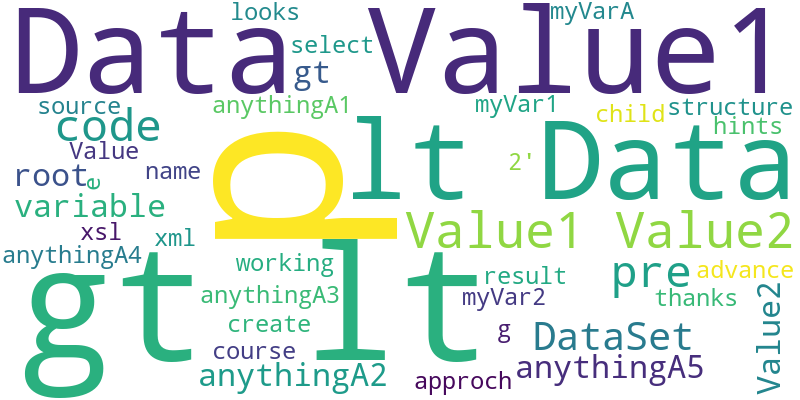 Data Value1
looks
myVarA
select
gt
source
anythingA1
myVar1
child
structure
code
hints
lt
Data
Value
p
2'
root
e
name
variable
Value1
Value2
xsl
xml
anythingA4
gt
lt
working
result
pre
advance
anythingA3
myVar2
thanks
create
g
DataSet
Value2
course
anythingA2
approch
anythingA5